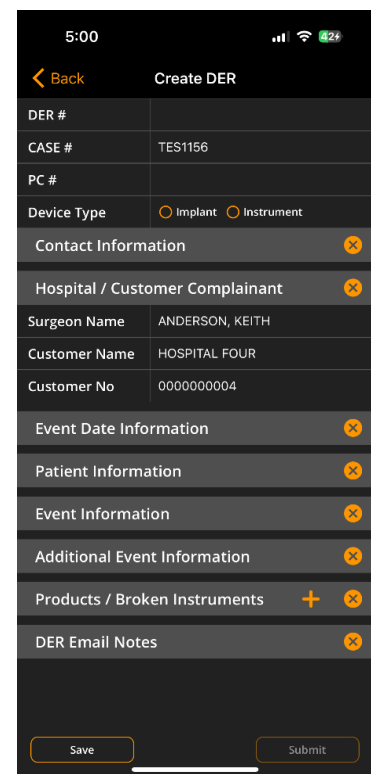 5:00
42
Back Create DER
DER #
CASE # TES1156
PC #
Device Type Implant Instrument
Contact Information
Hospital / Customer Complainant
Surgeon Name ANDERSON, KEITH
Customer Name HOSPITAL FOUR
Customer No 0000000004
Event Date Information
Patient Information
Event Information
Additional Event Information
Products / Broken Instruments
DER Email Notes
Save Submit